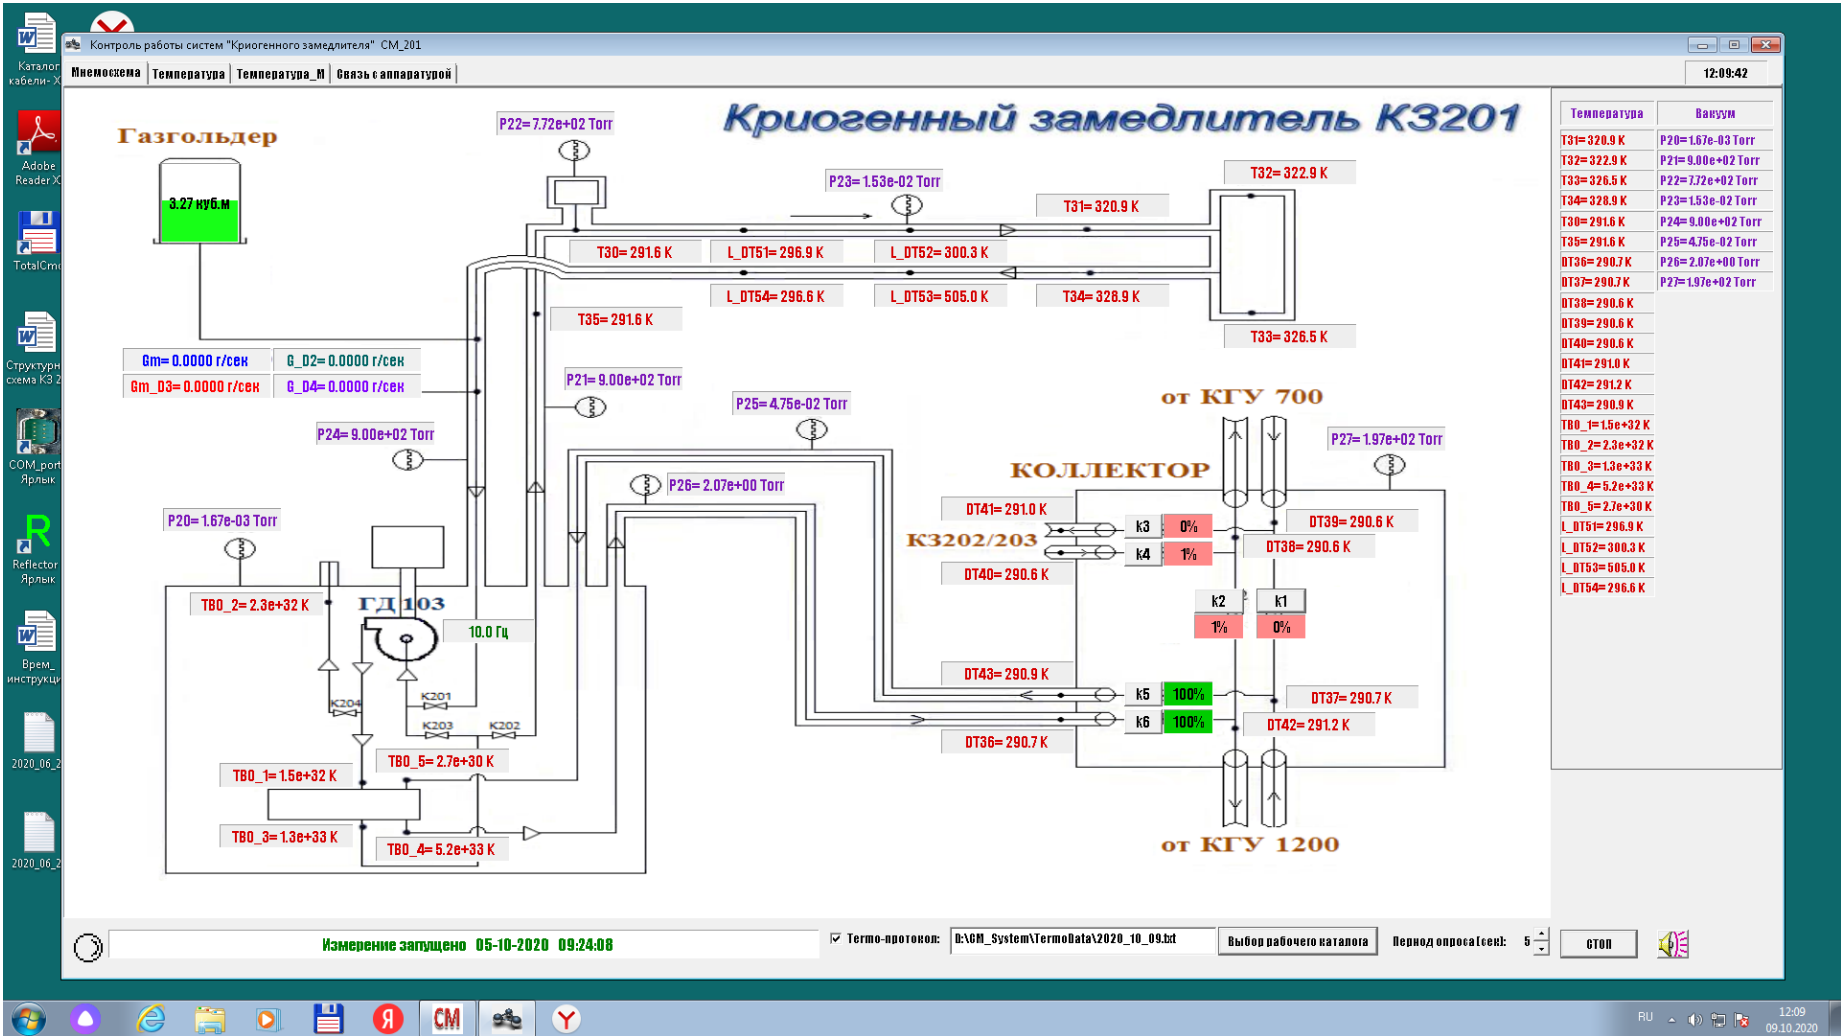 Каталог
кабели- X
Adobe
Reader X
TotalCmd
Структурн
схема КЗ 2
COM_port
Ярлык
Reflector
Ярлык
Врем_
инструкци
2020_06_2
2020_06_2
Контроль работы систем "Криогенного замедлителя" СМ_201
Мнемосхема
Температура
Температура_М
Связь с аппаратурой
12:09:42
Криогенный замедлитель КЗ201
Газгольдер
3.27 куб.м
P22= 7.72e+02 Torr
P23= 1.53e-02 Torr
T32= 322.9 K
T31= 320.9 K
T30= 291.6 K
L_DT51= 296.9 K
L_DT52= 300.3 K
L_DT54= 296.6 K
L_DT53= 505.0 K
T34= 328.9 K
T33= 326.5 K
T35= 291.6 K
Gm= 0.0000 г/сек
G_D2= 0.0000 г/сек
Gm_D3= 0.0000 г/сек
G_D4= 0.0000 г/сек
P21= 9.00e+02 Torr
P25= 4.75e-02 Torr
P24= 9.00e+02 Torr
P26= 2.07e+00 Torr
P20= 1.67e-03 Torr
от КГУ 700
P27= 1.97e+02 Torr
КОЛЛЕКТОР
DT41= 291.0 K
k3 0%
DT39= 290.6 K
КЗ202/203
k4 1%
DT38= 290.6 K
DT40= 290.6 K
k2
k1
1%
0%
DT43= 290.9 K
k5 100%
DT37= 290.7 K
k6 100%
DT42= 291.2 K
DT36= 290.7 K
от КГУ 1200
TBO_2= 2.3e+32 K
ГД 103
10.0 Гц
K204
K201
K203
K202
TBO_5= 2.7e+30 K
TBO_1= 1.5e+32 K
TBO_3= 1.3e+33 K
TBO_4= 5.2e+33 K
Температура
Вакуум
T31= 320.9 K
P20= 1.67e-03 Torr
T32= 322.9 K
P21= 9.00e+02 Torr
T33= 326.5 K
P22= 7.72e+02 Torr
T34= 328.9 K
P23= 1.53e-02 Torr
T30= 291.6 K
P24= 9.00e+02 Torr
T35= 291.6 K
P25= 4.75e-02 Torr
DT36= 290.7 K
P26= 2.07e+00 Torr
DT37= 290.7 K
P27= 1.97e+02 Torr
DT38= 290.6 K
DT39= 290.6 K
DT40= 290.6 K
DT41= 291.0 K
DT42= 291.2 K
DT43= 290.9 K
TBO_1= 1.5e+32 K
TBO_2= 2.3e+32 K
TBO_3= 1.3e+33 K
TBO_4= 5.2e+33 K
TBO_5= 2.7e+30 K
L_DT51= 296.9 K
L_DT52= 300.3 K
L_DT53= 505.0 K
L_DT54= 296.6 K
Измерение запущено 05-10-2020 09:24:08
Termo-протокол:
D:\CM_System\TermoData\2020_10_09.txt
Выбор рабочего каталога
Период опроса (сек): 5
СТОП
Я
CM
RU
12:09
09.10.2020